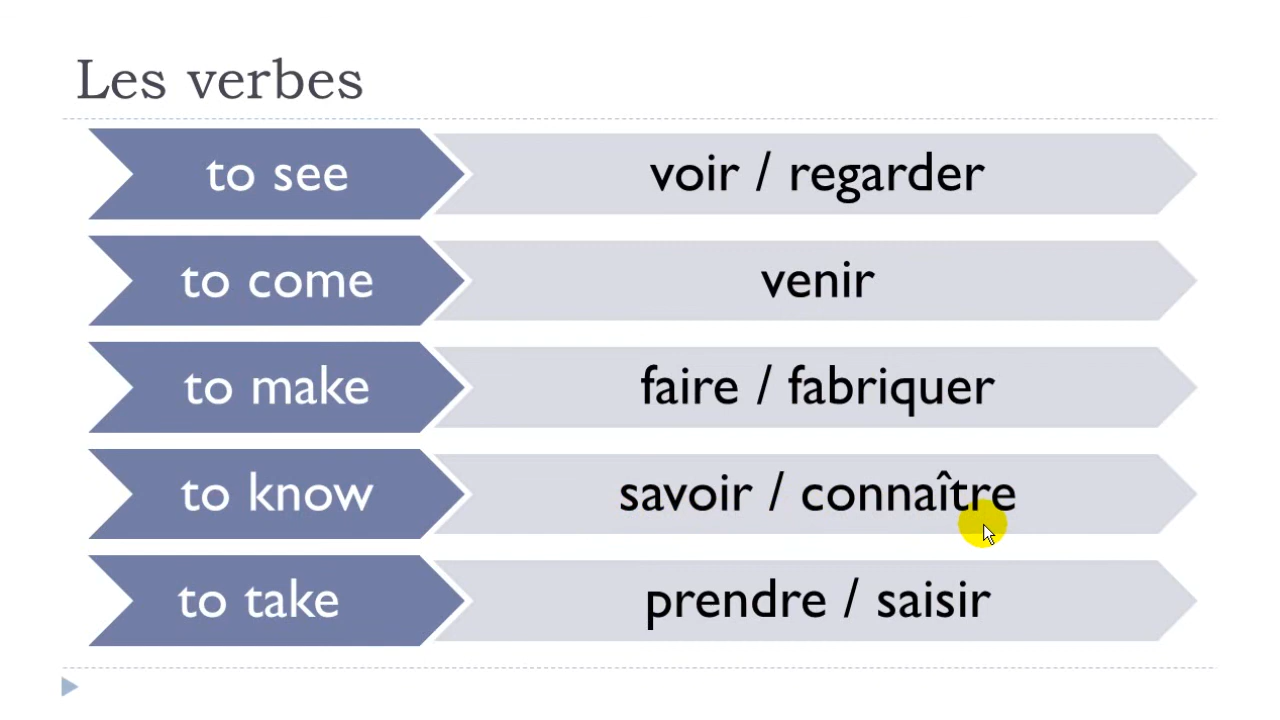 Les verbes
to see voir / regarder
to come venir
to make faire / fabriquer
to know savoir / connaître
to take prendre / saisir